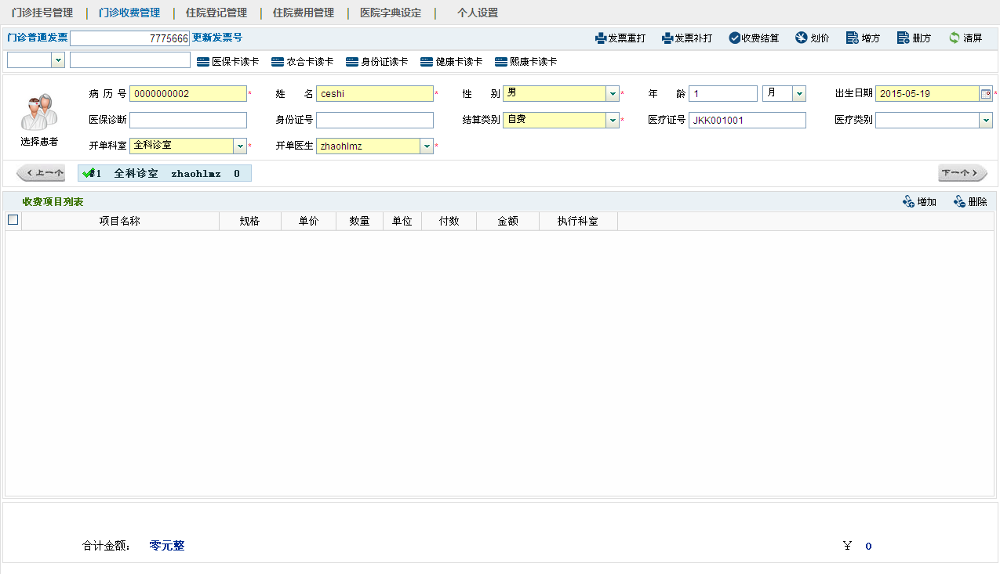 门诊挂号管理 门诊收费管理 住院登记管理 住院费用管理 医院字典设定 个人设置
门诊普通发票 7775666 更新发票号 发票重打 发票补打 收费结算 划价 增方 删方 清屏
医保卡读卡 农合卡读卡 身份证读卡 健康卡读卡 熙康卡读卡
病历号 0000000002 * 姓名 ceshi * 性别 男 * 年龄 1 月 出生日期 2015-05-19 *
医保诊断 身份证号 结算类别 自费 * 医疗证号 JKK001001 医疗类别
选择患者 开单科室 全科诊室 * 开单医生 zhaohlmz *
上一个 #1 全科诊室 zhaohlmz 0 下一个
收费项目列表 增加 删除
项目名称 规格 单价 数量 单位 付数 金额 执行科室
合计金额： 零元整 ￥ 0